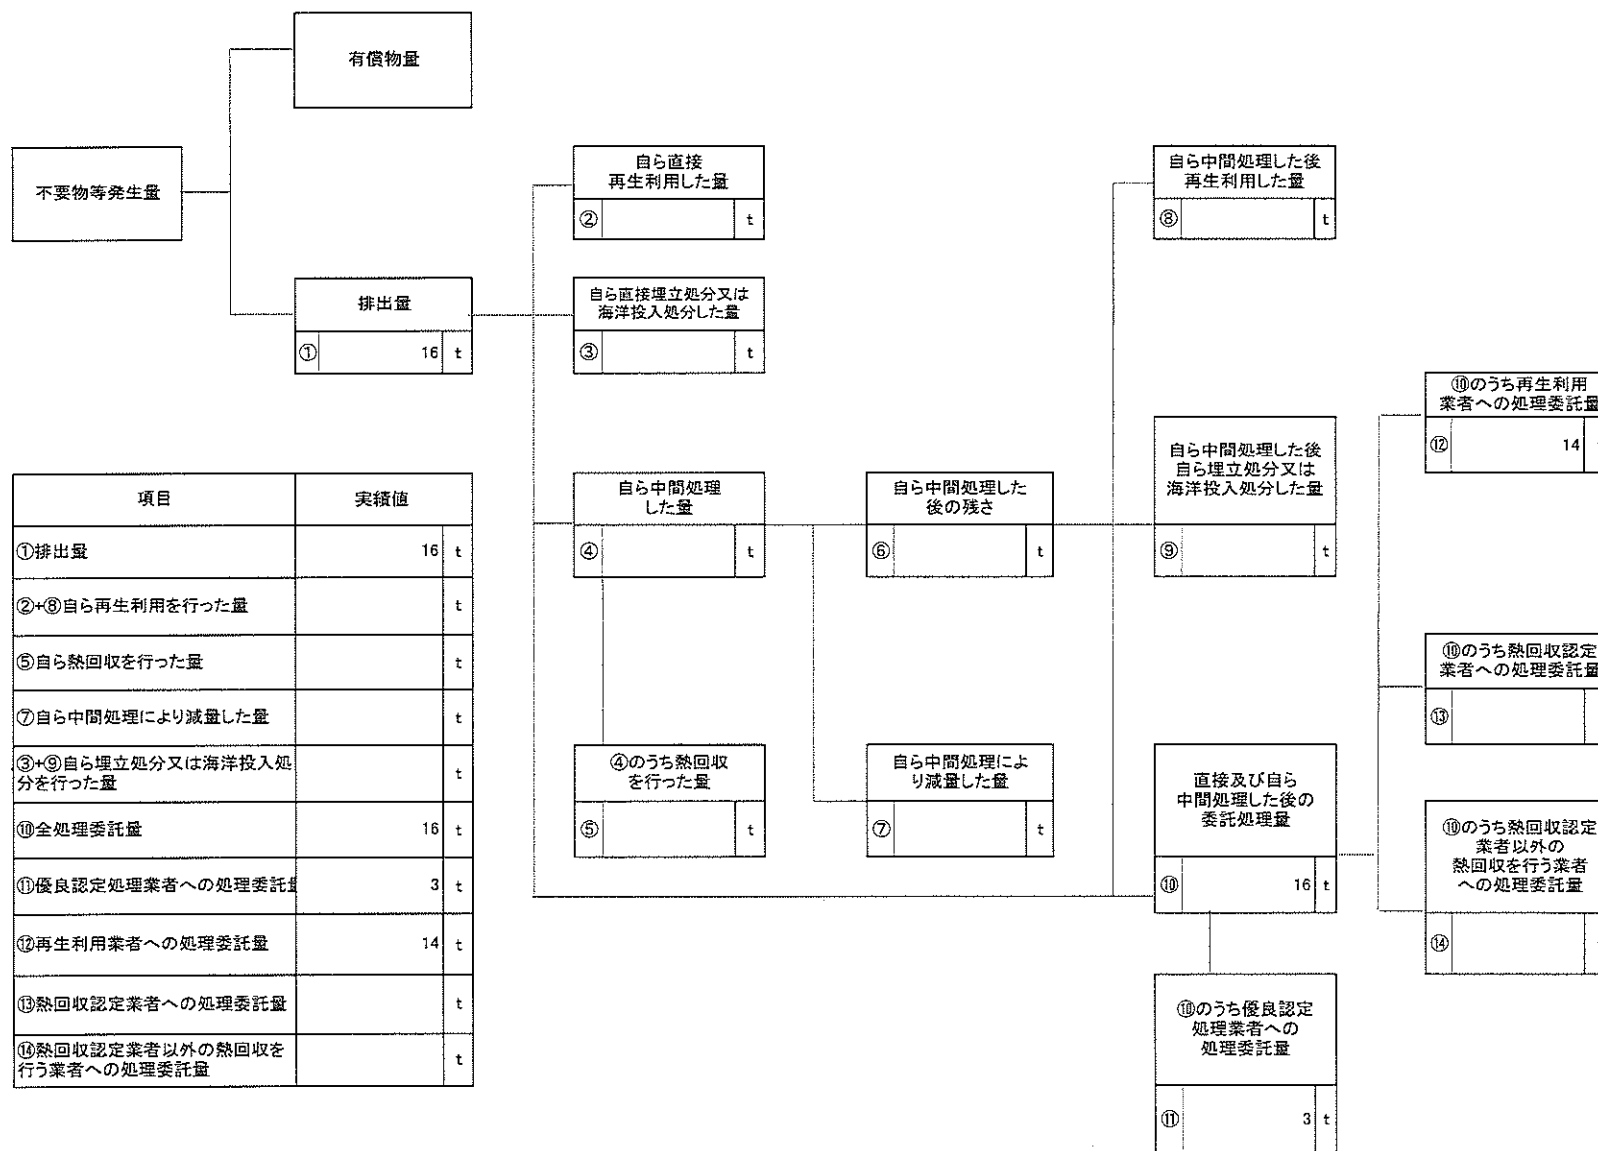 有償物量
不要物等発生量
排出量
① 16 t
自ら直接
再生利用した量
② t
自ら直接埋立処分又は
海洋投入処分した量
③ t
自ら中間処理
した量
④ t
④のうち熱回収
を行った量
⑤ t
自ら中間処理した
後の残さ
⑥ t
自ら中間処理によ
り減量した量
⑦ t
自ら中間処理した後
再生利用した量
⑧ t
自ら中間処理した後
自ら埋立処分又は
海洋投入処分した量
⑨ t
直接及び自ら
中間処理した後の
委託処理量
⑩ 16 t
⑩のうち優良認定
処理業者への
処理委託量
⑪ 3 t
⑩のうち再生利用
業者への処理委託量
⑫ 14
⑩のうち熱回収認定
業者への処理委託量
⑬
⑩のうち熱回収認定
業者以外の
熱回収を行う業者
への処理委託量
⑭
項目 実績値
①排出量 16 t
②+⑧自ら再生利用を行った量 t
⑤自ら熱回収を行った量 t
⑦自ら中間処理により減量した量 t
③+⑨自ら埋立処分又は海洋投入処
分を行った量 t
⑩全処理委託量 16 t
⑪優良認定処理業者への処理委託量 3 t
⑫再生利用業者への処理委託量 14 t
⑬熱回収認定業者への処理委託量 t
⑭熱回収認定業者以外の熱回収を
行う業者への処理委託量 t